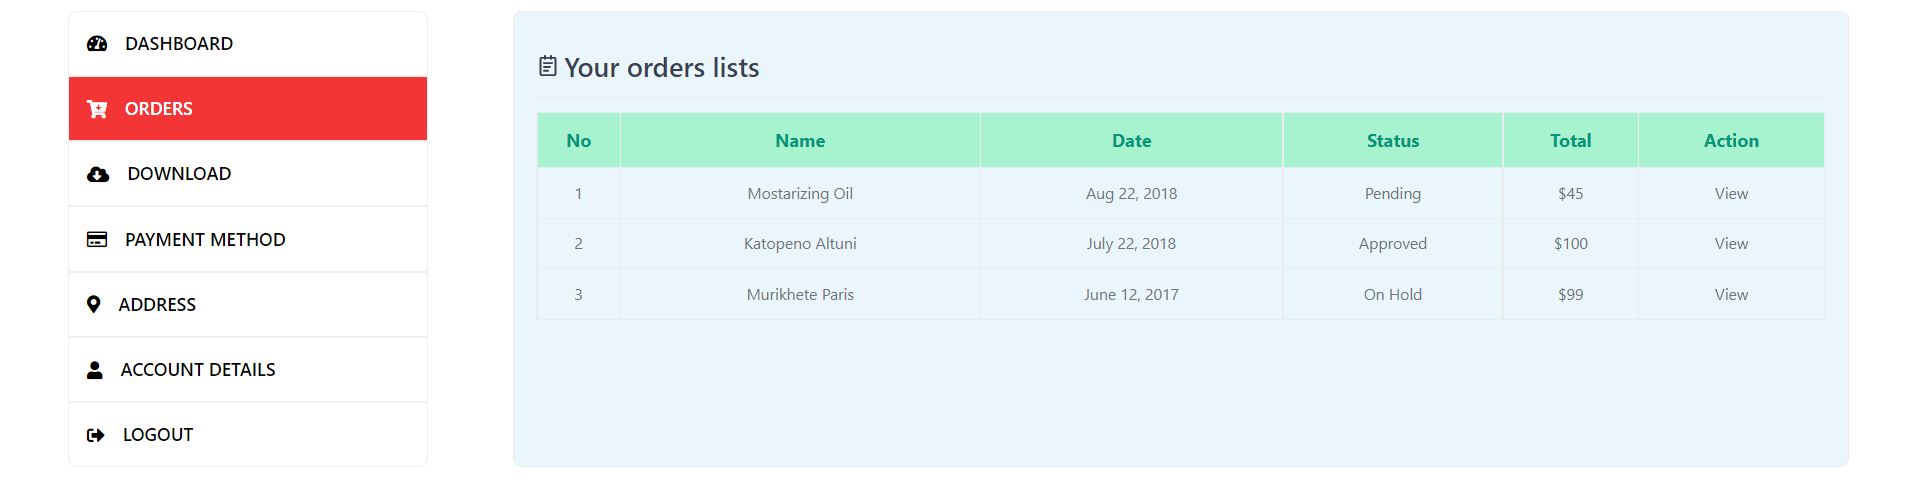 DASHBOARD
ORDERS
DOWNLOAD
PAYMENT METHOD
ADDRESS
ACCOUNT DETAILS
LOGOUT
Your orders lists
No Name Date Status Total Action
1 Mostarizing Oil Aug 22, 2018 Pending $45 View
2 Katopeno Altuni July 22, 2018 Approved $100 View
3 Murikhete Paris June 12, 2017 On Hold $99 View